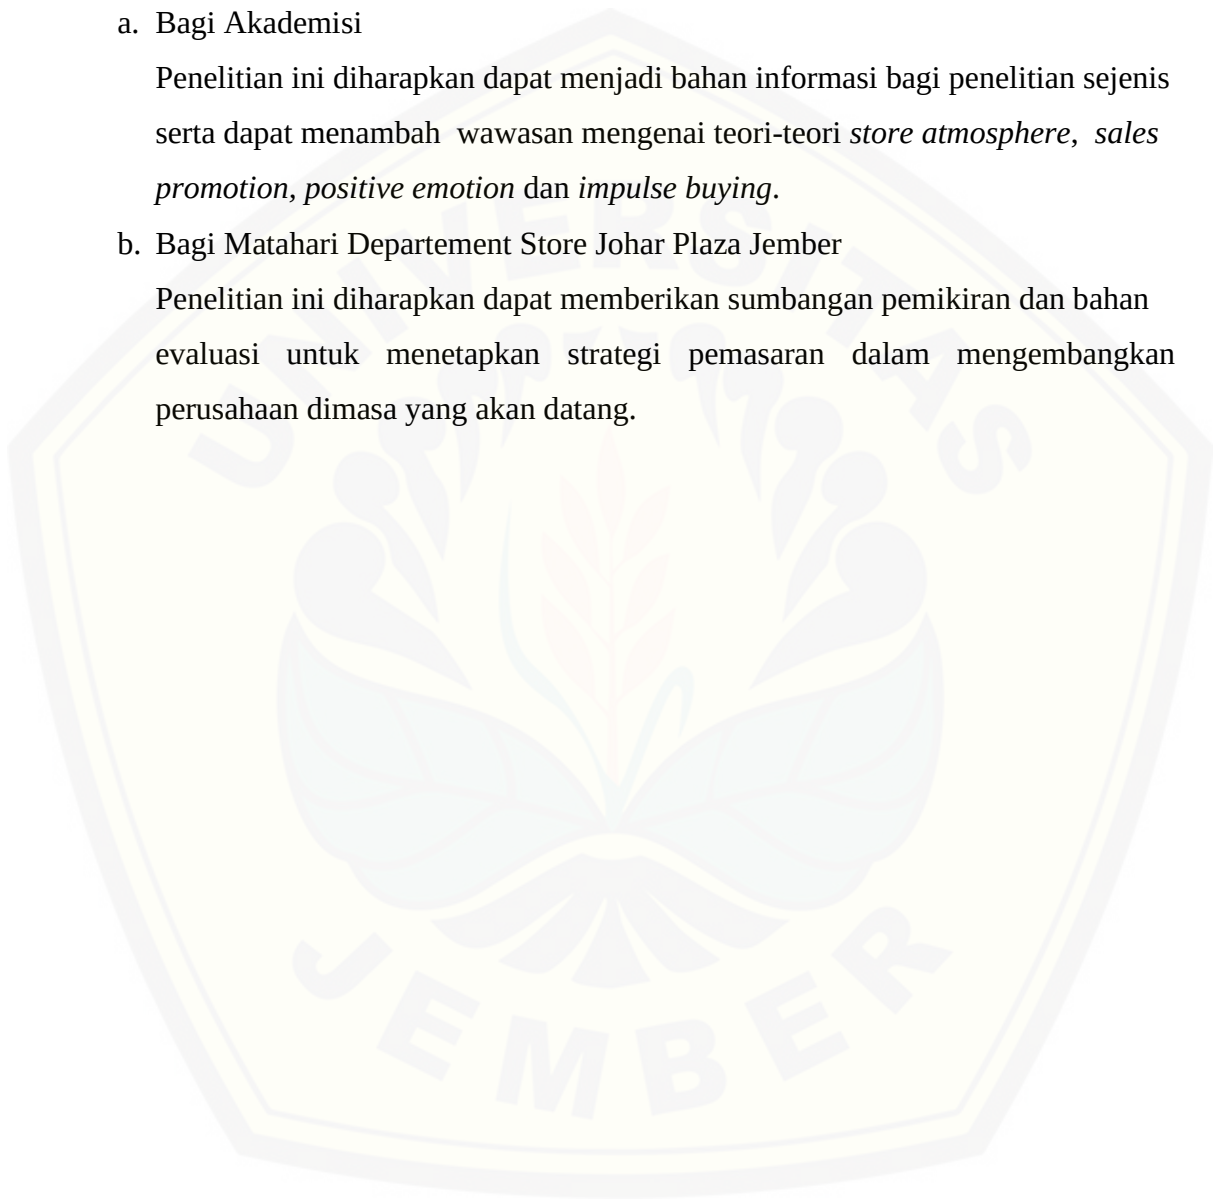 a. Bagi Akademisi
Penelitian ini diharapkan dapat menjadi bahan informasi bagi penelitian sejenis
serta dapat menambah  wawasan mengenai teori-teori store atmosphere,  sales
promotion, positive emotion dan impulse buying.
b. Bagi Matahari Departement Store Johar Plaza Jember
Penelitian ini diharapkan dapat memberikan sumbangan pemikiran dan bahan
evaluasi untuk menetapkan strategi pemasaran dalam mengembangkan
perusahaan dimasa yang akan datang.
UNIVERSITAS
JEMBER